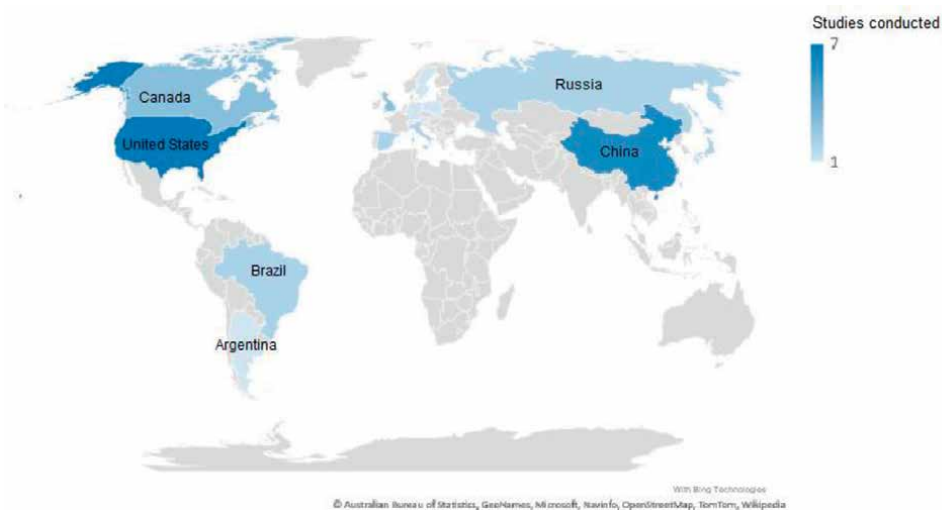 Studies conducted
7
1
Canada
United States
Russia
China
Brazil
Argentina
With Bing Technologies
© Australian Bureau of Statistics, GeoNames, Microsoft, Navinfo, OpenStreetMap, TomTom, Wikipedia